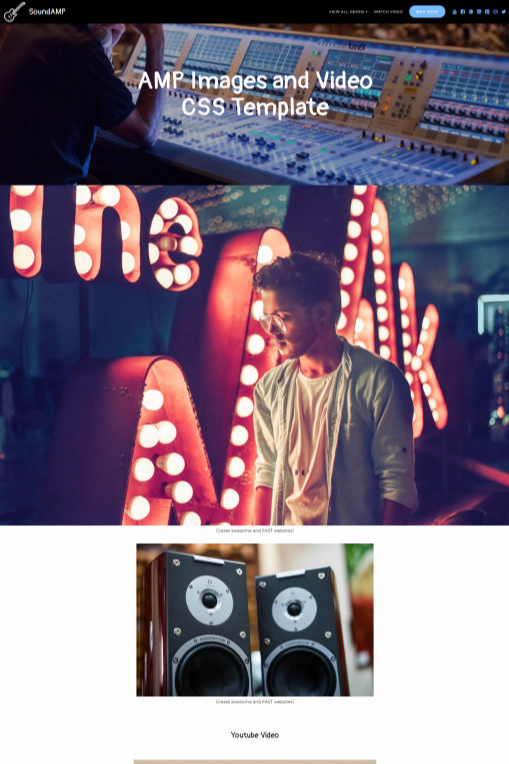 SoundAMP
VIEW ALL DEMOS +
WATCH VIDEO
BUY NOW
AMP Images and Video
CSS Template
The
Create awesome and FAST websites!
Create awesome and FAST websites!
Youtube Video